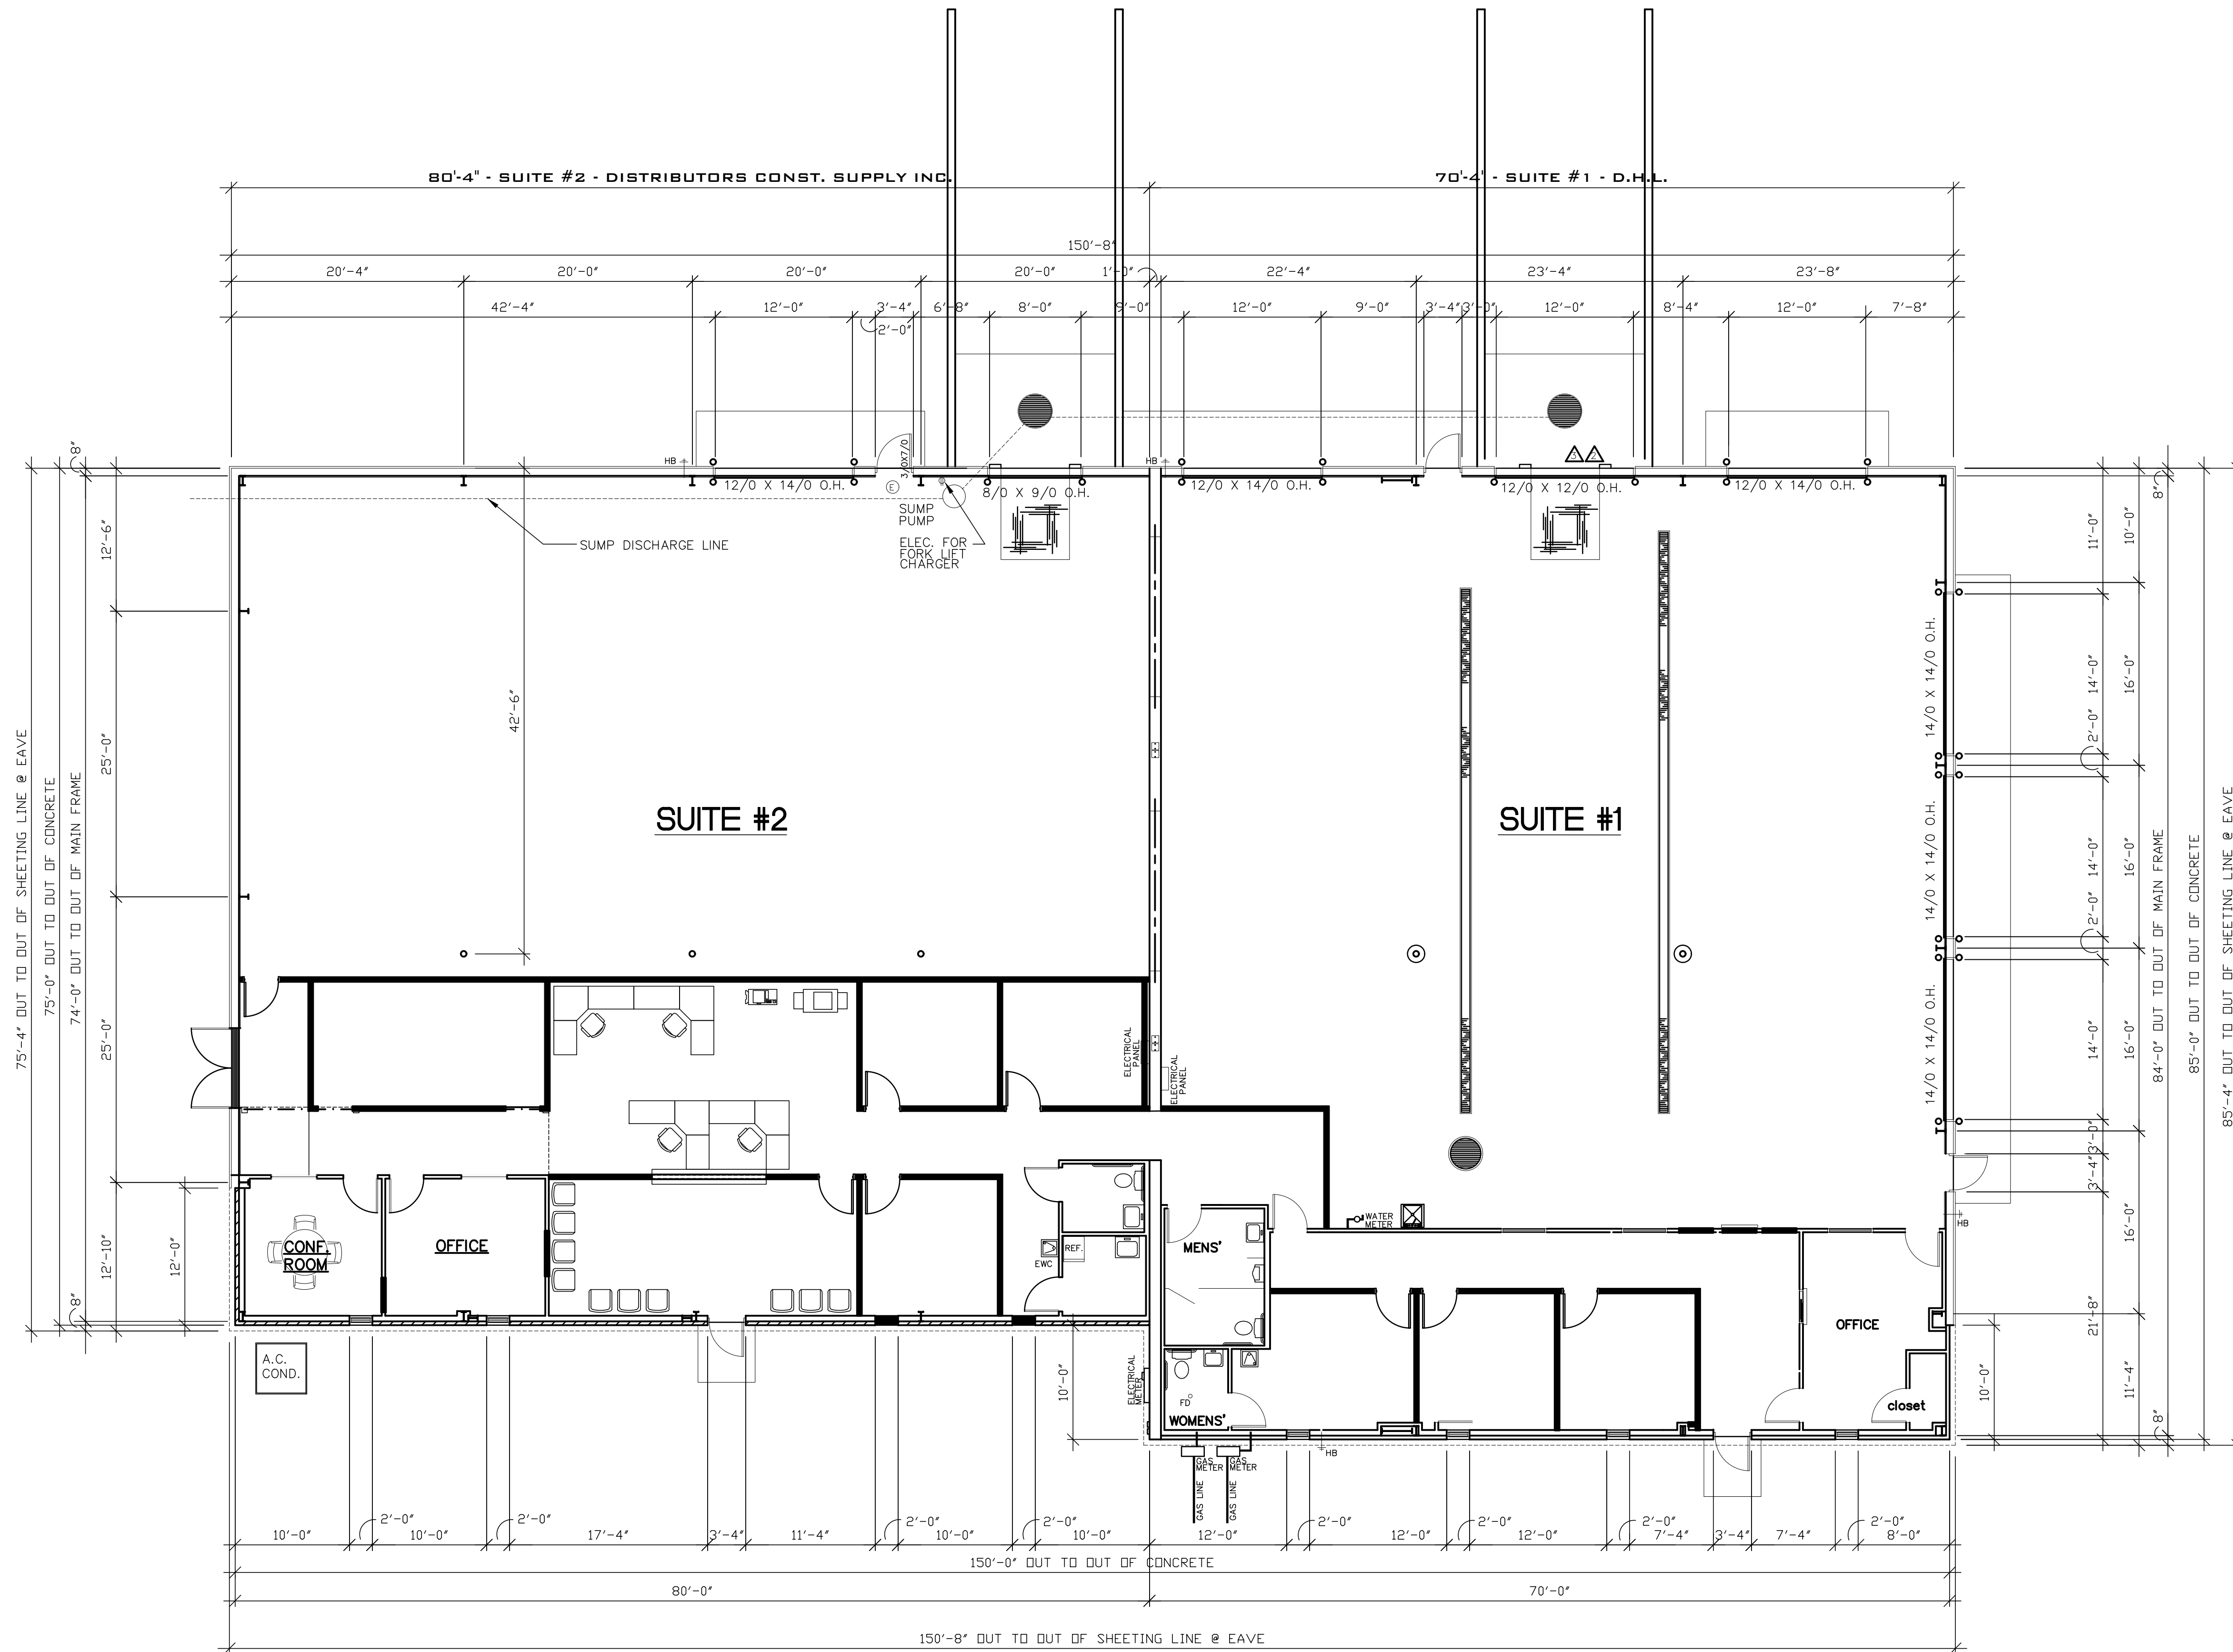 80'-4" - SUITE #2 - DISTRIBUTORS CONST. SUPPLY INC.
70'-4' - SUITE #1 - D.H.L.
150'-8"
20'-4"
20'-0"
20'-0"
20'-0"
1'-0"
22'-4"
23'-4"
23'-8"
42'-4"
12'-0"
3'-4"
2'-0"
6'-8"
8'-0"
9'-0"
12'-0"
9'-0"
3'-4"
3'-0"
12'-0"
8'-4"
12'-0"
7'-8"
HB
12/0 X 14/0 O.H.
E
3/0X7/0
8/0 X 9/0 O.H.
HB
12/0 X 14/0 O.H.
3
2
12/0 X 12/0 O.H.
12/0 X 14/0 O.H.
SUMP
PUMP
ELEC. FOR
FORK LIFT
CHARGER
SUMP DISCHARGE LINE
8"
12'-6"
25'-0"
25'-0"
12'-10"
12'-0"
8"
75'-4" OUT TO OUT OF SHEETING LINE @ EAVE
75'-0" OUT TO OUT OF CONCRETE
74'-0" OUT TO OUT OF MAIN FRAME
42'-6"
SUITE #2
SUITE #1
14/0 X 14/0 O.H.
14/0 X 14/0 O.H.
14/0 X 14/0 O.H.
8"
11'-0"
14'-0"
2'-0"
14'-0"
2'-0"
14'-0"
3'-0"
3'-4"
21'-8"
10'-0"
16'-0"
16'-0"
16'-0"
16'-0"
11'-4"
8"
84'-0" OUT TO OUT OF MAIN FRAME
85'-0" OUT TO OUT OF CONCRETE
85'-4" OUT TO OUT OF SHEETING LINE @ EAVE
ELECTRICAL
PANEL
ELECTRICAL
PANEL
CONF.
ROOM
OFFICE
REF.
EWC
MENS'
WATER
METER
HB
OFFICE
closet
10'-0"
A.C.
COND.
10'-0"
ELECTRICAL
METER
FD
WOMENS'
GAS
METER
GAS
METER
GAS LINE
GAS LINE
HB
10'-0"
2'-0"
10'-0"
2'-0"
17'-4"
3'-4"
11'-4"
2'-0"
10'-0"
2'-0"
10'-0"
12'-0"
2'-0"
12'-0"
2'-0"
12'-0"
2'-0"
7'-4"
3'-4"
7'-4"
2'-0"
8'-0"
150'-0" OUT TO OUT OF CONCRETE
80'-0"
70'-0"
150'-8" OUT TO OUT OF SHEETING LINE @ EAVE